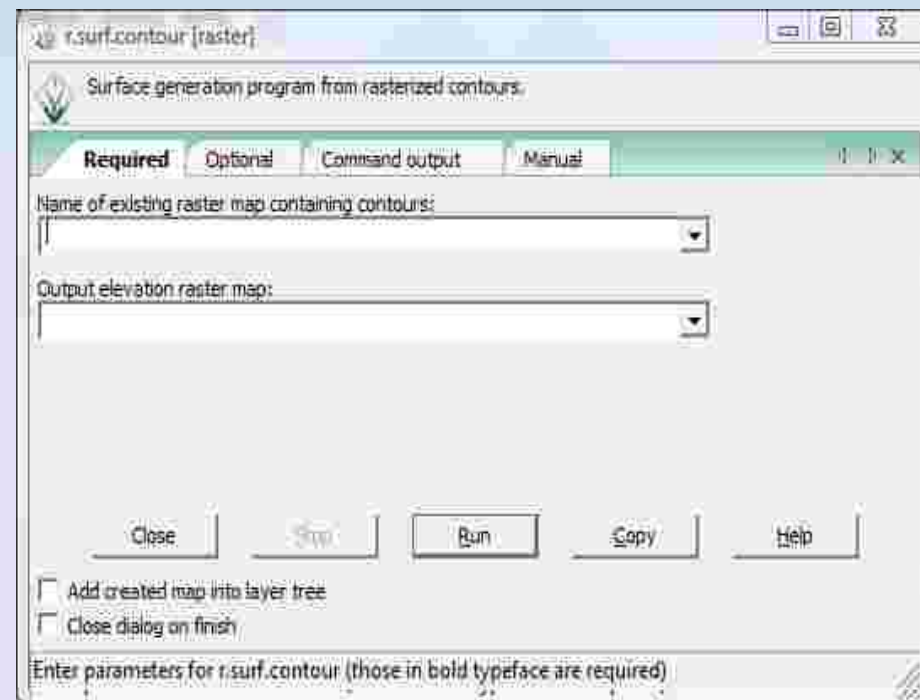 r.surf.contour [raster]
Surface generation program from rasterized contours.
Required Optional Command output Manual
Name of existing raster map containing contours:
Output elevation raster map:
Close Stop Run Copy Help
Add created map into layer tree
Close dialog on finish
Enter parameters for r.surf.contour (those in bold typeface are required)